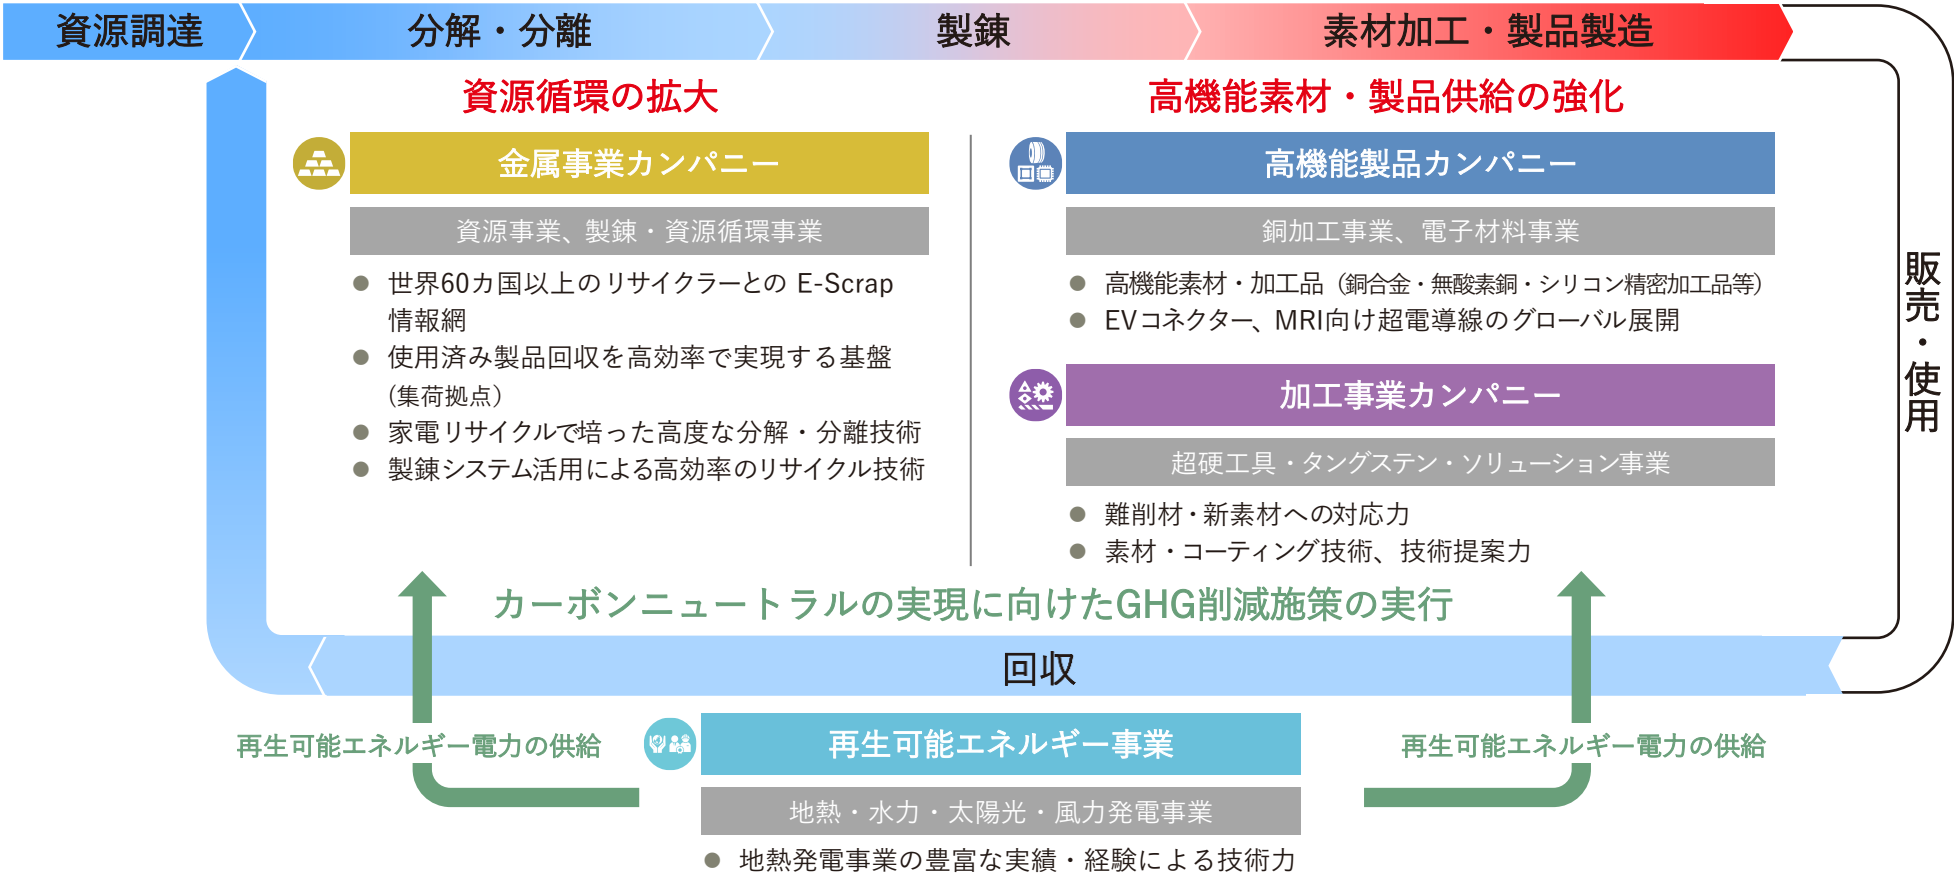 資源調達
分解・分離
製錬
素材加工・製品製造
資源循環の拡大
金属事業カンパニー
資源事業、製錬・資源循環事業
世界60カ国以上のリサイクラーとの E-Scrap
情報網
使用済み製品回収を高効率で実現する基盤
(集荷拠点)
家電リサイクルで培った高度な分解・分離技術
製錬システム活用による高効率のリサイクル技術
高機能素材・製品供給の強化
高機能製品カンパニー
銅加工事業、電子材料事業
高機能素材・加工品（銅合金・無酸素銅・シリコン精密加工品等）
EVコネクター、MRI向け超電導線のグローバル展開
加工事業カンパニー
超硬工具・タングステン・ソリューション事業
難削材・新素材への対応力
素材・コーティング技術、技術提案力
販売・使用
カーボンニュートラルの実現に向けたGHG削減施策の実行
回収
再生可能エネルギー電力の供給
再生可能エネルギー事業
地熱・水力・太陽光・風力発電事業
地熱発電事業の豊富な実績・経験による技術力
再生可能エネルギー電力の供給